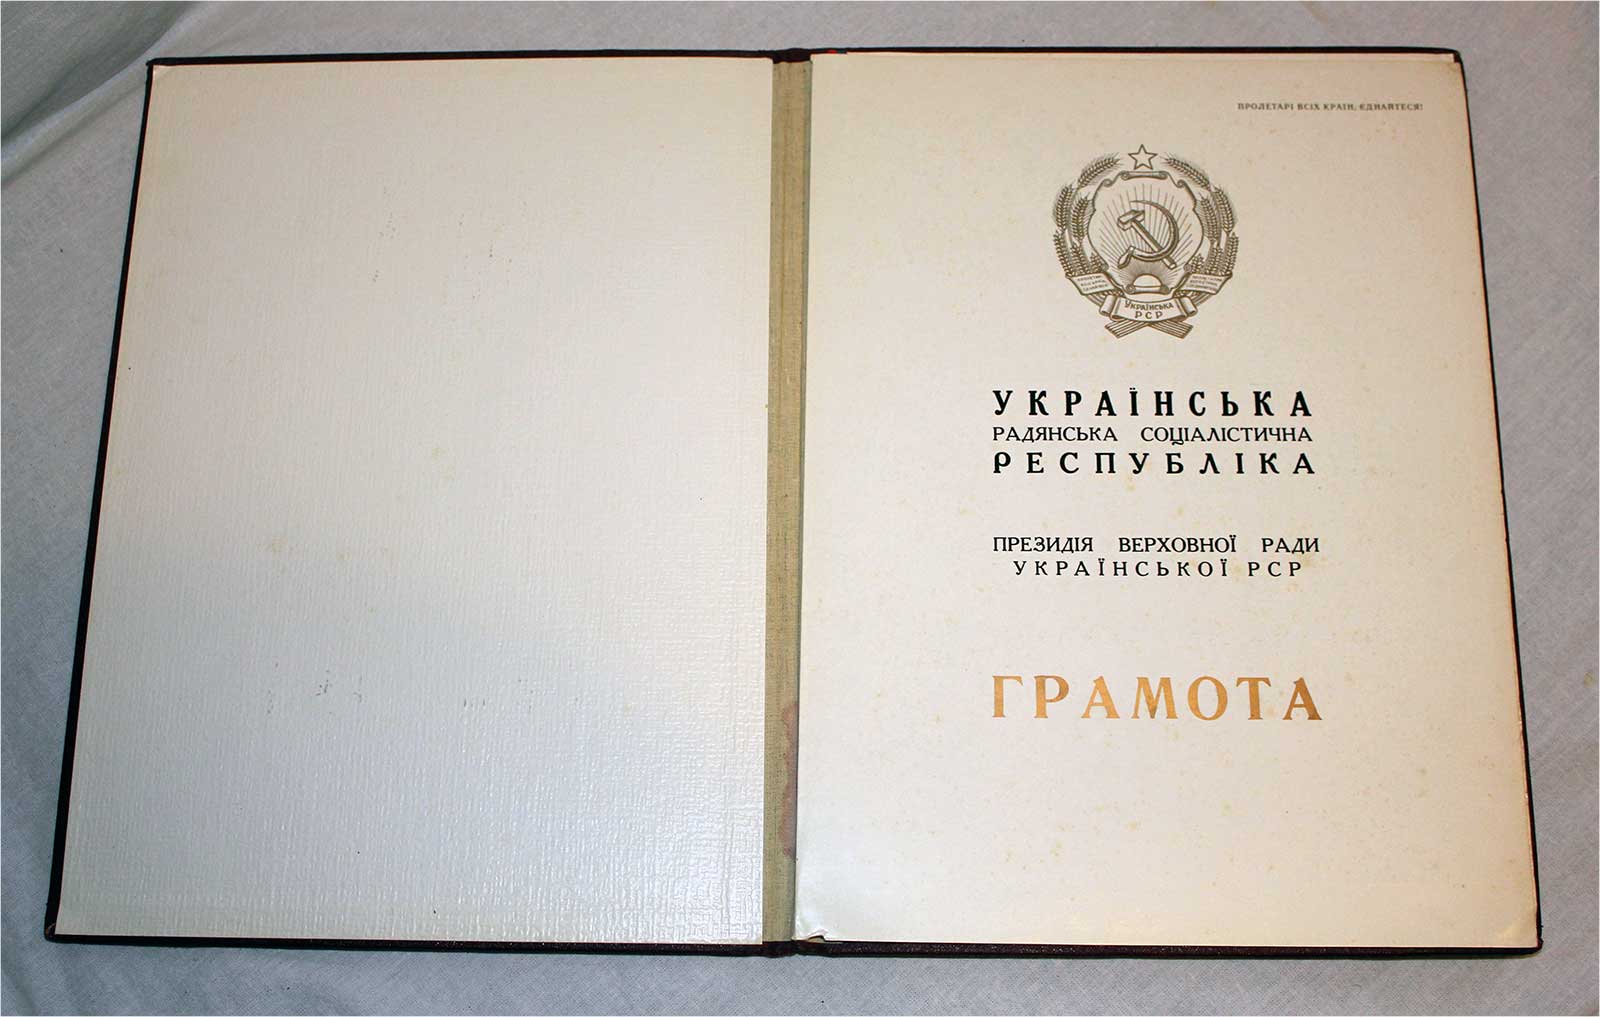 ПРОЛЕТАРІ ВСІХ КРАЇН, ЄДНАЙТЕСЯ!
УКРАЇНСЬКА
РСР
УКРАЇНСЬКА
РАДЯНСЬКА СОЦІАЛІСТИЧНА
РЕСПУБЛІКА
ПРЕЗИДІЯ ВЕРХОВНОЇ РАДИ
УКРАЇНСЬКОЇ РСР
ГРАМОТА